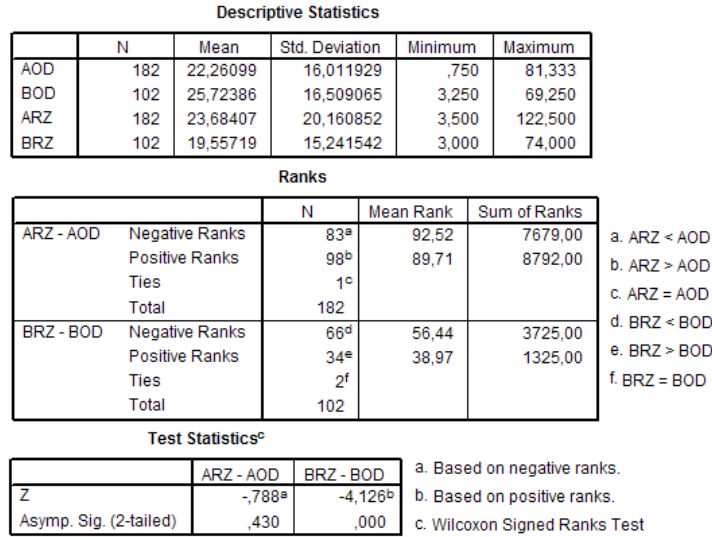 Descriptive Statistics
N Mean Std. Deviation Minimum Maximum
AOD 182 22,26099 16,011929 ,750 81,333
BOD 102 25,72386 16,509065 3,250 69,250
ARZ 182 23,68407 20,160852 3,500 122,500
BRZ 102 19,55719 15,241542 3,000 74,000
Ranks
N Mean Rank Sum of Ranks
ARZ - AOD Negative Ranks 83a 92,52 7679,00
Positive Ranks 98b 89,71 8792,00
Ties 1c
Total 182
BRZ - BOD Negative Ranks 66d 56,44 3725,00
Positive Ranks 34e 38,97 1325,00
Ties 2f
Total 102
a. ARZ < AOD
b. ARZ > AOD
c. ARZ = AOD
d. BRZ < BOD
e. BRZ > BOD
f. BRZ = BOD
Test Statisticsc
ARZ - AOD BRZ - BOD
Z -,788a -4,126b
Asymp. Sig. (2-tailed) ,430 ,000
a. Based on negative ranks.
b. Based on positive ranks.
c. Wilcoxon Signed Ranks Test